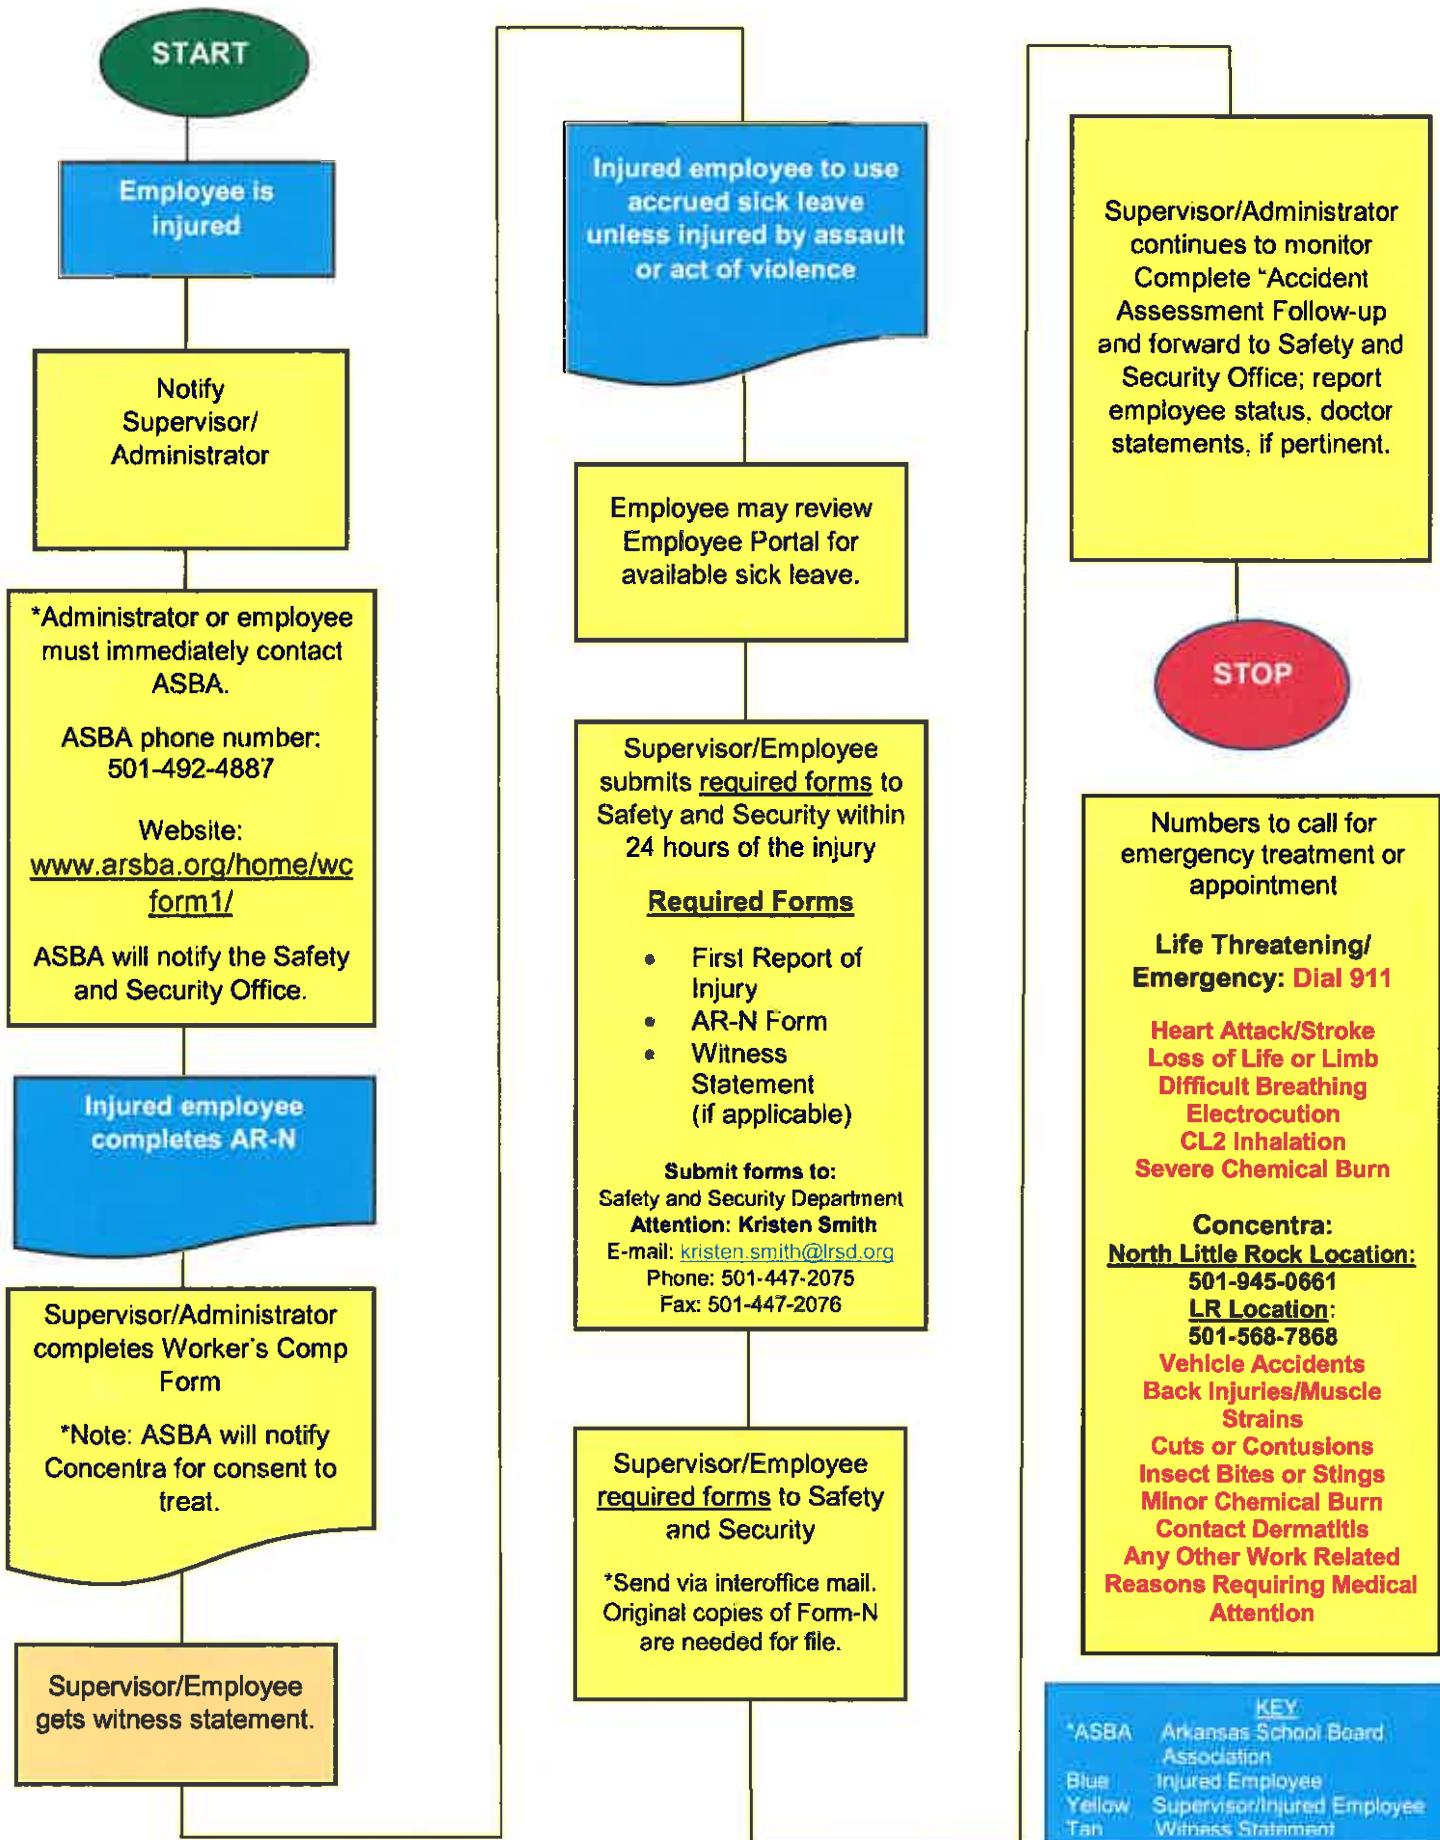 START
Employee is
injured
Notify
Supervisor/
Administrator
*Administrator or employee
must immediately contact
ASBA.
ASBA phone number:
501-492-4887
Website:
www.arsba.org/home/wc
form1/
ASBA will notify the Safety
and Security Office.
Injured employee
completes AR-N
Supervisor/Administrator
completes Worker's Comp
Form
*Note: ASBA will notify
Concentra for consent to
treat.
Supervisor/Employee
gets witness statement.
Injured employee to use
accrued sick leave
unless injured by assault
or act of violence
Employee may review
Employee Portal for
available sick leave.
Supervisor/Employee
submits required forms to
Safety and Security within
24 hours of the injury
Required Forms
• First Report of
Injury
• AR-N Form
• Witness
Statement
(if applicable)
Submit forms to:
Safety and Security Department
Attention: Kristen Smith
E-mail: kristen.smith@lrsd.org
Phone: 501-447-2075
Fax: 501-447-2076
Supervisor/Employee
required forms to Safety
and Security
*Send via interoffice mail.
Original copies of Form-N
are needed for file.
Supervisor/Administrator
continues to monitor
Complete “Accident
Assessment Follow-up
and forward to Safety and
Security Office; report
employee status, doctor
statements, if pertinent.
STOP
Numbers to call for
emergency treatment or
appointment
Life Threatening/
Emergency: Dial 911
Heart Attack/Stroke
Loss of Life or Limb
Difficult Breathing
Electrocution
CL2 Inhalation
Severe Chemical Burn
Concentra:
North Little Rock Location:
501-945-0661
LR Location:
501-568-7868
Vehicle Accidents
Back Injuries/Muscle
Strains
Cuts or Contusions
Insect Bites or Stings
Minor Chemical Burn
Contact Dermatitis
Any Other Work Related
Reasons Requiring Medical
Attention
KEY
*ASBA Arkansas School Board
Association
Blue Injured Employee
Yellow Supervisor/Injured Employee
Tan Witness Statement